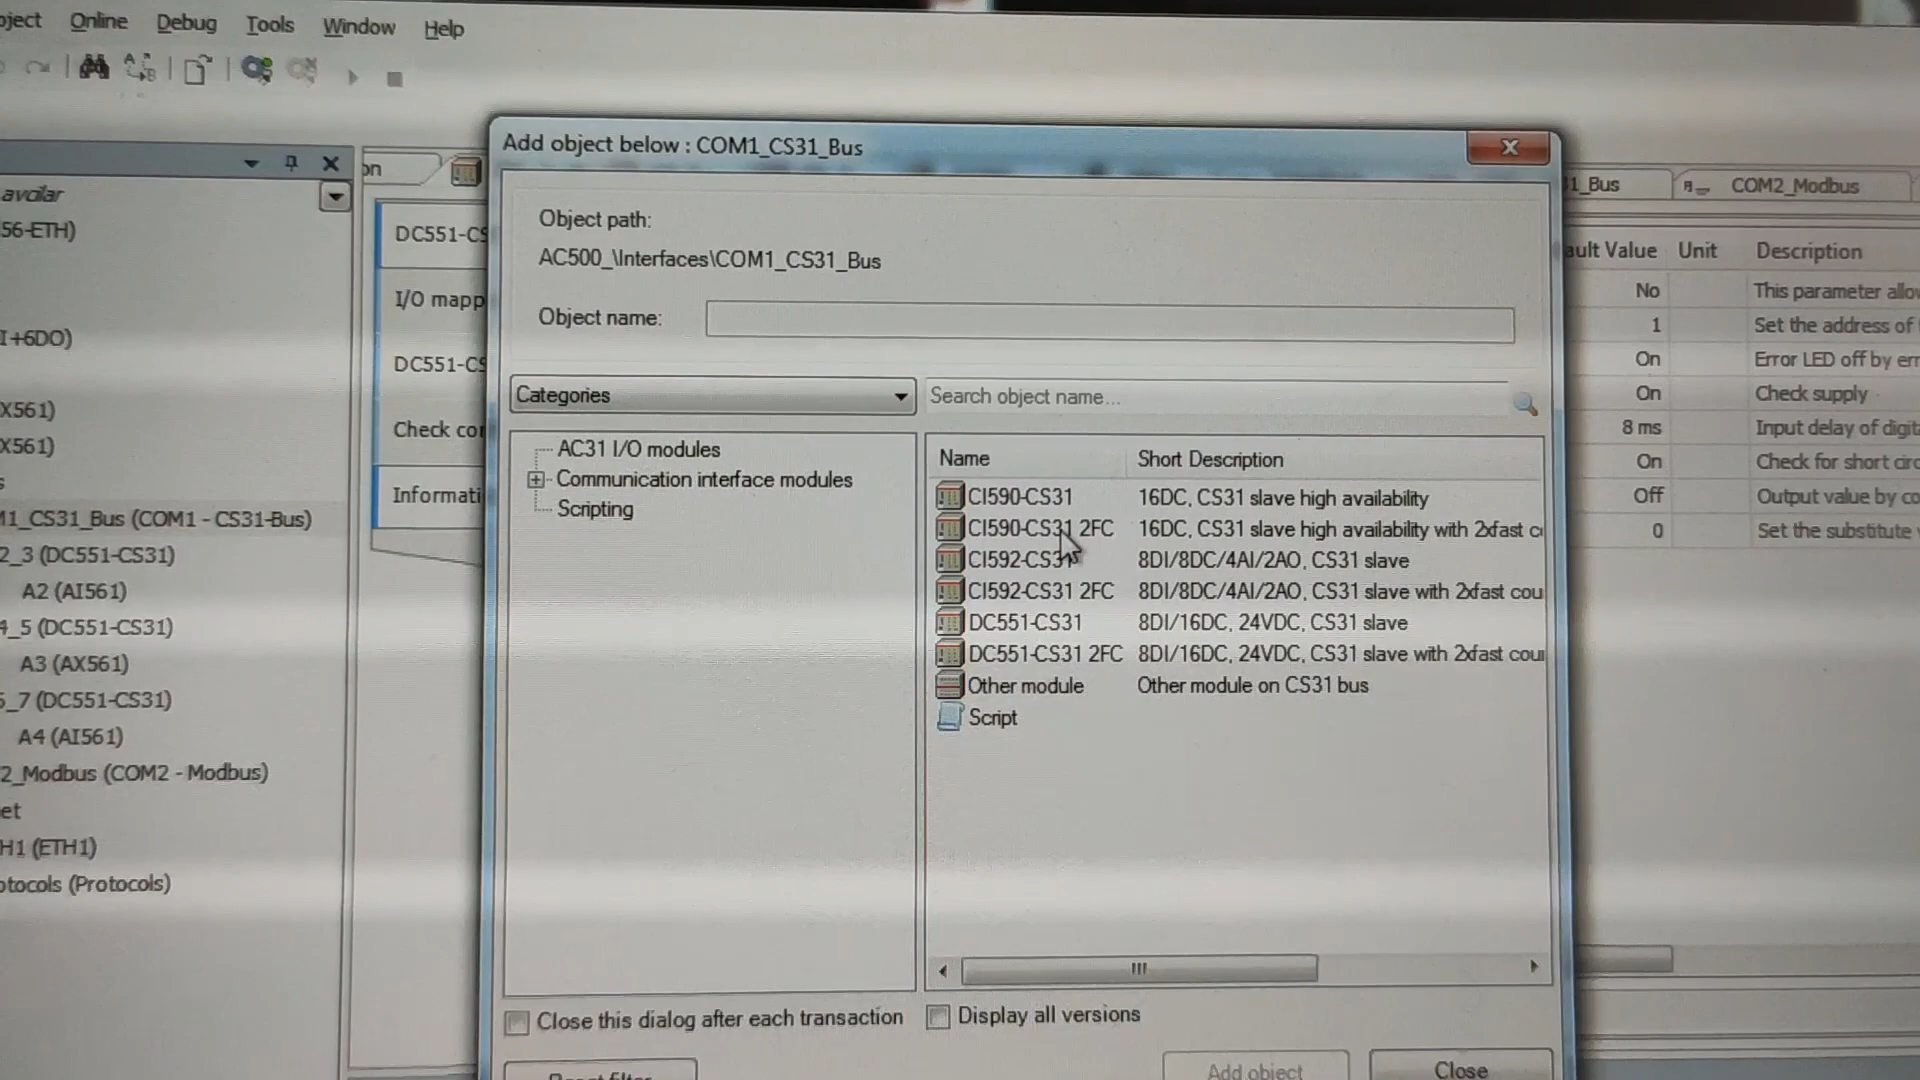 Online Debug Tools Window Help
Add object below : COM1_CS31_Bus
avcilar
56-ETH)
I+6DO)
X561)
X561)
M1_CS31_Bus (COM1 - CS31-Bus)
2_3 (DC551-CS31)
A2 (AI561)
4_5 (DC551-CS31)
A3 (AX561)
6_7 (DC551-CS31)
A4 (AI561)
2_Modbus (COM2 - Modbus)
et
H1 (ETH1)
otocols (Protocols)
on
DC551-CS
I/O mapp
DC551-CS
Check con
Informati
Object path:
AC500_\Interfaces\COM1_CS31_Bus
Object name:
Categories
Search object name...
AC31 I/O modules
Communication interface modules
Scripting
Name Short Description
CI590-CS31 16DC, CS31 slave high availability
CI590-CS31 2FC 16DC, CS31 slave high availability with 2xfast c
CI592-CS31 8DI/8DC/4AI/2AO, CS31 slave
CI592-CS31 2FC 8DI/8DC/4AI/2AO, CS31 slave with 2xfast cou
DC551-CS31 8DI/16DC, 24VDC, CS31 slave
DC551-CS31 2FC 8DI/16DC, 24VDC, CS31 slave with 2xfast cou
Other module Other module on CS31 bus
Script
Close this dialog after each transaction
Display all versions
Add object
Close
1_Bus
COM2_Modbus
ault Value Unit Description
No This parameter allow
1 Set the address of
On Error LED off by err
On Check supply
8 ms Input delay of digita
On Check for short circ
Off Output value by co
0 Set the substitute